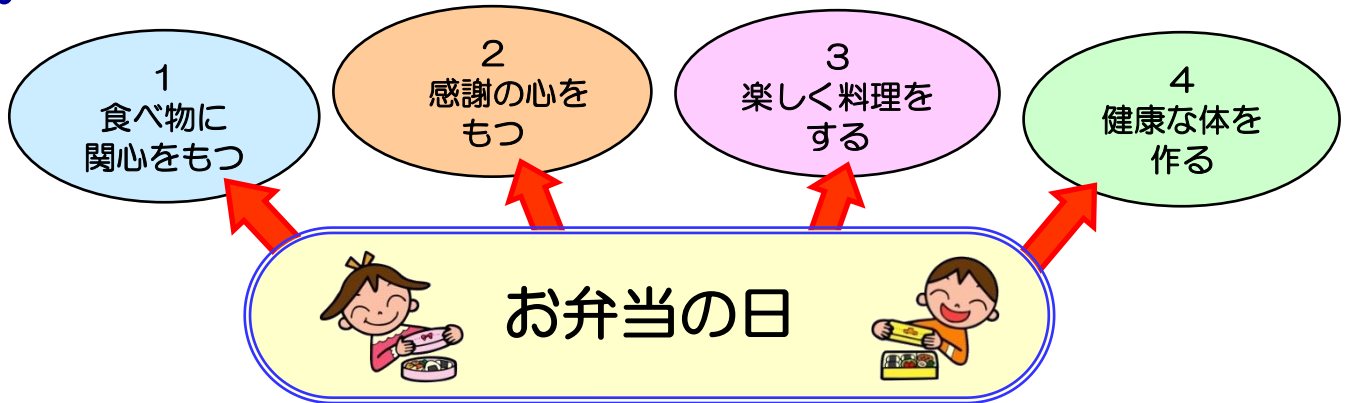 1
食べ物に
関心をもつ
2
感謝の心を
もつ
3
楽しく料理を
する
4
健康な体を
作る
お弁当の日